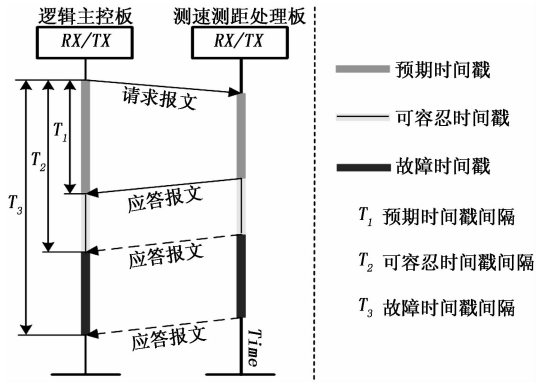 逻辑主控板
测速测距处理板
RX/TX
RX/TX
请求报文
T1
T2
T3
应答报文
应答报文
应答报文
Time
预期时间戳
可容忍时间戳
故障时间戳
T1 预期时间戳间隔
T2 可容忍时间戳间隔
T3 故障时间戳间隔